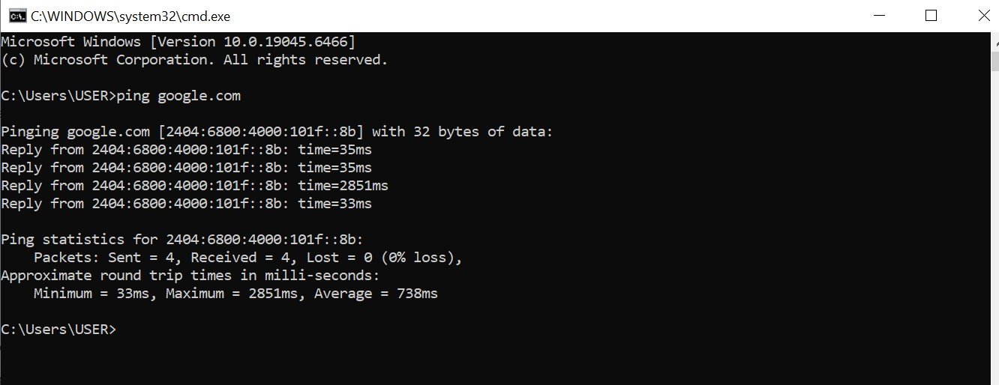 C:\WINDOWS\system32\cmd.exe
Microsoft Windows [Version 10.0.19045.6466]
(c) Microsoft Corporation. All rights reserved.
C:\Users\USER>ping google.com
Pinging google.com [2404:6800:4000:101f::8b] with 32 bytes of data:
Reply from 2404:6800:4000:101f::8b: time=35ms
Reply from 2404:6800:4000:101f::8b: time=35ms
Reply from 2404:6800:4000:101f::8b: time=2851ms
Reply from 2404:6800:4000:101f::8b: time=33ms
Ping statistics for 2404:6800:4000:101f::8b:
    Packets: Sent = 4, Received = 4, Lost = 0 (0% loss),
Approximate round trip times in milli-seconds:
    Minimum = 33ms, Maximum = 2851ms, Average = 738ms
C:\Users\USER>